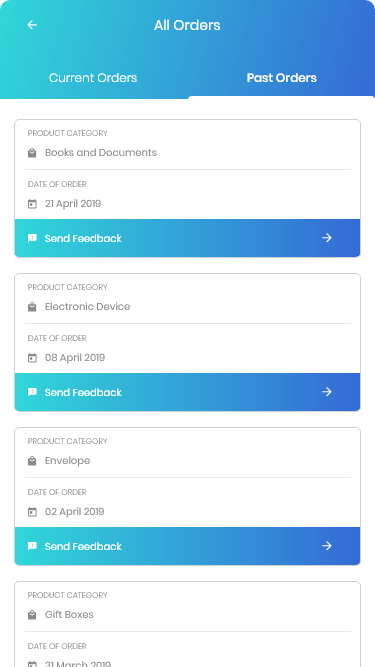 All Orders
Current Orders
Past Orders
PRODUCT CATEGORY
Books and Documents
DATE OF ORDER
21 April 2019
Send Feedback
PRODUCT CATEGORY
Electronic Device
DATE OF ORDER
08 April 2019
Send Feedback
PRODUCT CATEGORY
Envelope
DATE OF ORDER
02 April 2019
Send Feedback
PRODUCT CATEGORY
Gift Boxes
DATE OF ORDER
31 March 2019